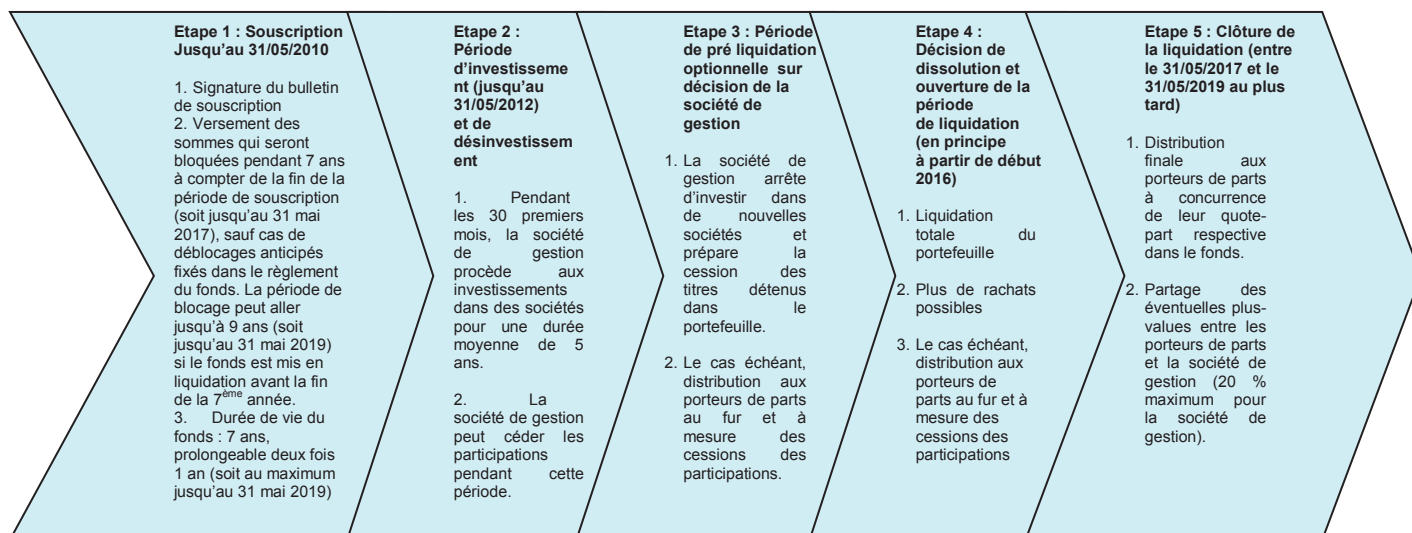 Etape 1 : Souscription
Jusqu'au 31/05/2010
1. Signature du bulletin
de souscription
2. Versement des
sommes qui seront
bloquées pendant 7 ans
à compter de la fin de la
période de souscription
(soit jusqu'au 31 mai
2017), sauf cas de
déblocages anticipés
fixés dans le règlement
du fonds. La période de
blocage peut aller
jusqu'à 9 ans (soit
jusqu'au 31 mai 2019)
si le fonds est mis en
liquidation avant la fin
de la 7ème année.
3. Durée de vie du
fonds : 7 ans,
prolongeable deux fois
1 an (soit au maximum
jusqu'au 31 mai 2019)
Etape 2 :
Période
d'investisseme
nt (jusqu'au
31/05/2012)
et de
désinvestissem
ent
1. Pendant
les 30 premiers
mois, la société
de gestion
procède aux
investissements
dans des sociétés
pour une durée
moyenne de 5
ans.
2. La
société de gestion
peut céder les
participations
pendant cette
période.
Etape 3 : Période
de pré liquidation
optionnelle sur
décision de la
société de
gestion
1. La société de
gestion arrête
d'investir dans
de nouvelles
sociétés et
prépare la
cession des
titres détenus
dans le
portefeuille.
2. Le cas échéant,
distribution aux
porteurs de parts
au fur et à
mesure des
cessions des
participations.
Etape 4 :
Décision de
dissolution et
ouverture de la
période
de liquidation
(en principe
à partir de début
2016)
1. Liquidation
totale du
portefeuille
2. Plus de rachats
possibles
3. Le cas échéant,
distribution aux
porteurs de
parts au fur et à
mesure des
cessions des
participations
Etape 5 : Clôture de
la liquidation (entre
le 31/05/2017 et le
31/05/2019 au plus
tard)
1. Distribution
finale aux
porteurs de parts
à concurrence
de leur quote-
part respective
dans le fonds.
2. Partage des
éventuelles plus-
values entre les
porteurs de parts
et la société de
gestion (20 %
maximum pour
la société de
gestion).